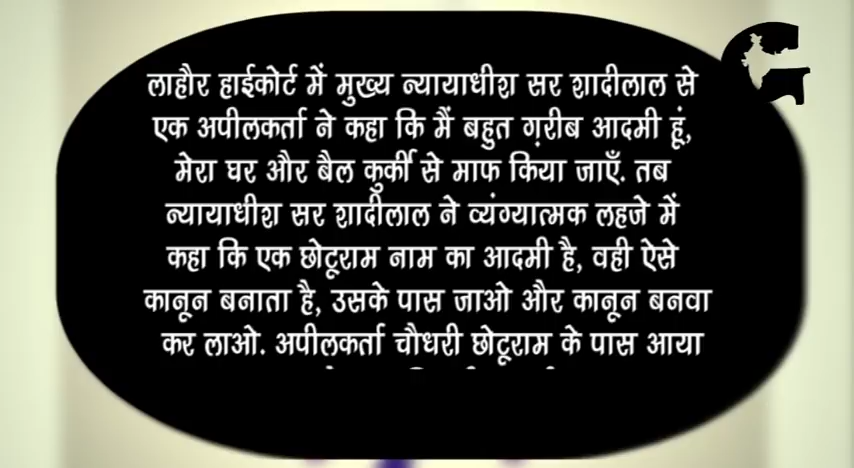 लाहौर हाईकोर्ट में मुख्य न्यायाधीश सर शादीलाल से
एक अपीलकर्ता ने कहा कि मैं बहुत ग़रीब आदमी हूं,
मेरा घर और बैल कुर्की से माफ किया जाएँ. तब
न्यायाधीश सर शादीलाल ने व्यंग्यात्मक लहजे में
कहा कि एक छोटूराम नाम का आदमी है, वही ऐसे
कानून बनाता है, उसके पास जाओ और कानून बनवा
कर लाओ. अपीलकर्ता चौधरी छोटूराम के पास आया